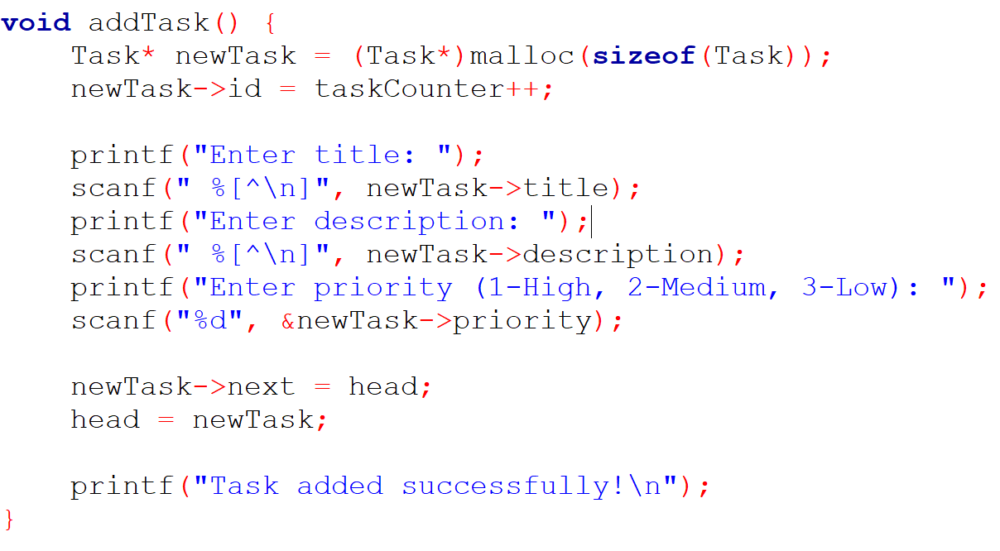 void addTask() {
    Task* newTask = (Task*)malloc(sizeof(Task));
    newTask->id = taskCounter++;

    printf("Enter title: ");
    scanf(" %[^\n]", newTask->title);
    printf("Enter description: ");
    scanf(" %[^\n]", newTask->description);
    printf("Enter priority (1-High, 2-Medium, 3-Low): ");
    scanf("%d", &newTask->priority);

    newTask->next = head;
    head = newTask;

    printf("Task added successfully!\n");
}